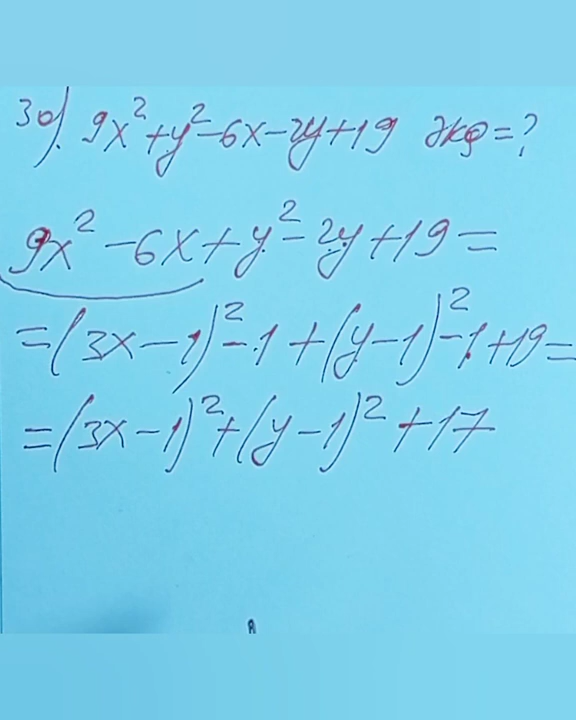 30). 9x²+y²-6x-2y+19 экф=?
9x²-6x+y²-2y+19=
=(3x-1)²-1+(y-1)²-1+19=
=(3x-1)²+(y-1)²+17